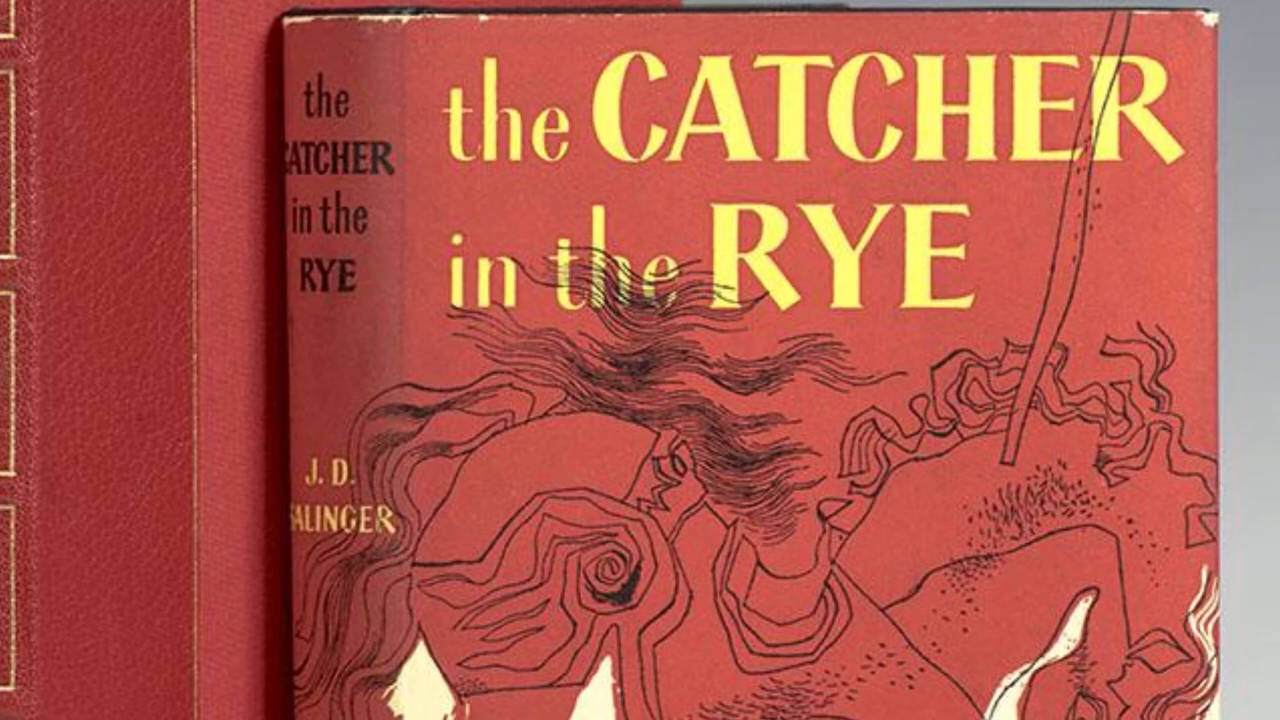 the
CATCHER
in the
RYE
J. D.
SALINGER
the CATCHER
in the RYE